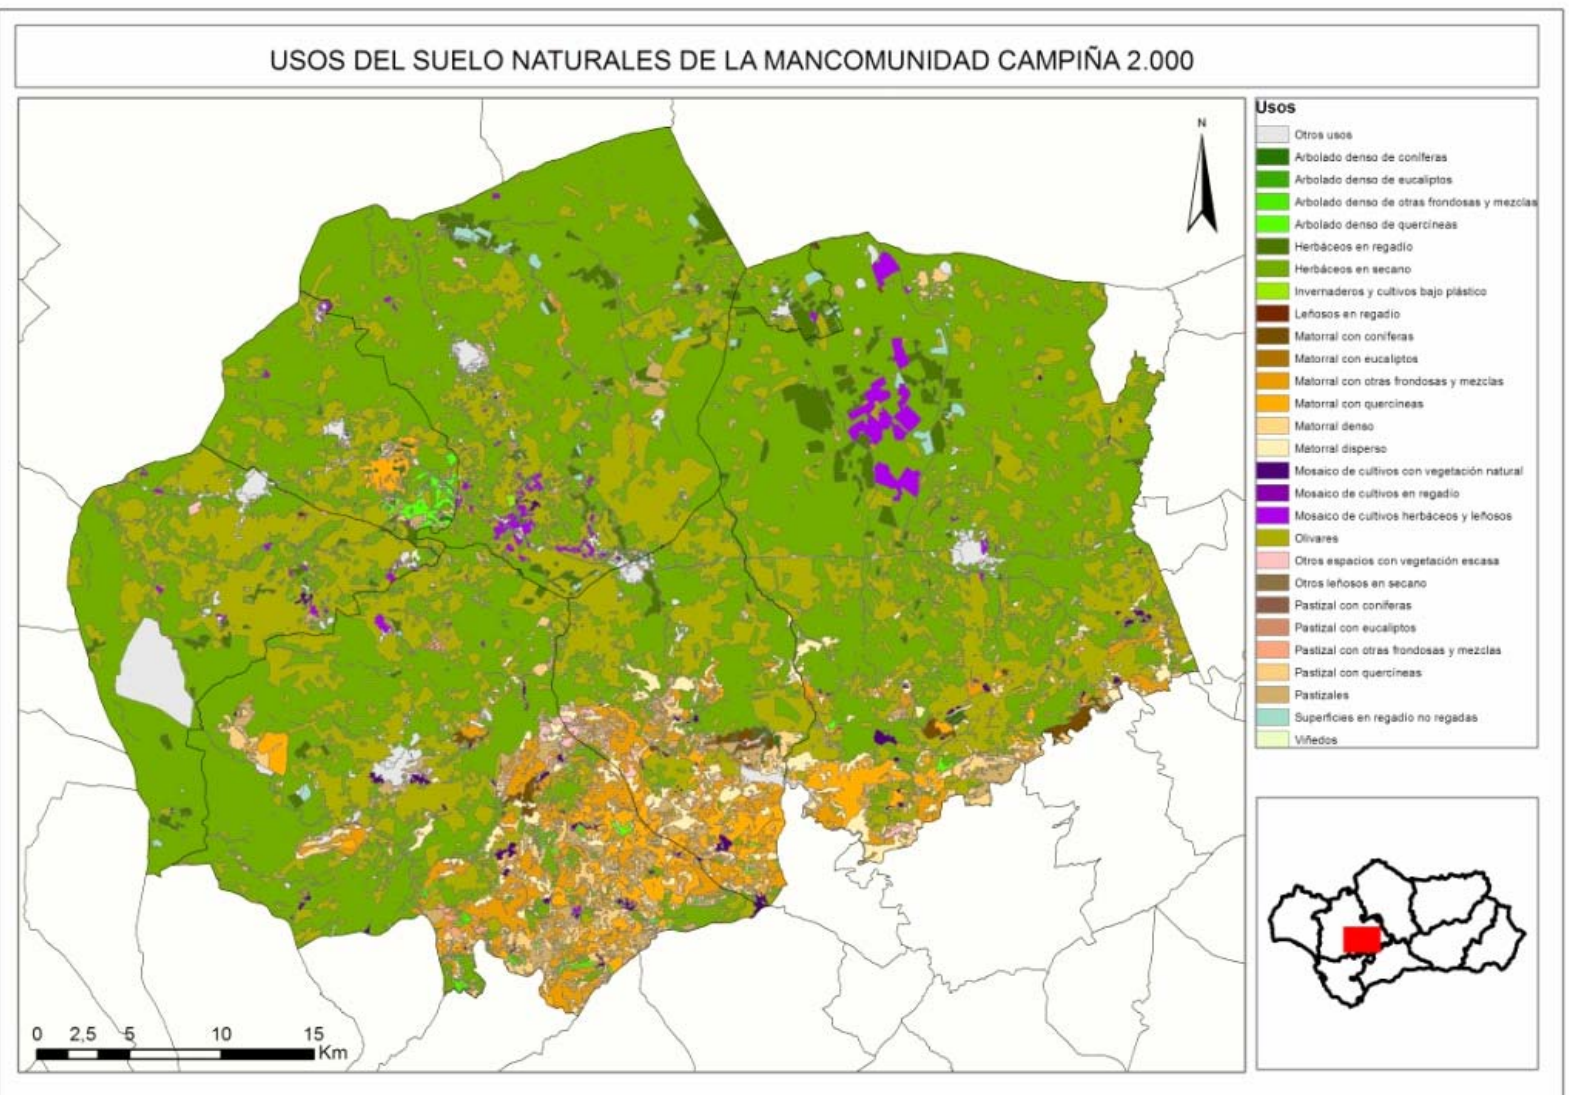 USOS DEL SUELO NATURALES DE LA MANCOMUNIDAD CAMPIÑA 2.000
Usos
N
Otros usos
Arbolado denso de coníferas
Arbolado denso de eucaliptos
Arbolado denso de otras frondosas y mezclas
Arbolado denso de quercíneas
Herbáceos en regadío
Herbáceos en secano
Invernaderos y cultivos bajo plástico
Leñosos en regadío
Matorral con coníferas
Matorral con eucaliptos
Matorral con otras frondosas y mezclas
Matorral con quercíneas
Matorral denso
Matorral disperso
Mosaico de cultivos con vegetación natural
Mosaico de cultivos en regadío
Mosaico de cultivos herbáceos y leñosos
Olivares
Otros espacios con vegetación escasa
Otros leñosos en secano
Pastizal con coníferas
Pastizal con eucaliptos
Pastizal con otras frondosas y mezclas
Pastizal con quercíneas
Pastizales
Superficies en regadío no regadas
Viñedos
0 2,5 5 10 15
Km